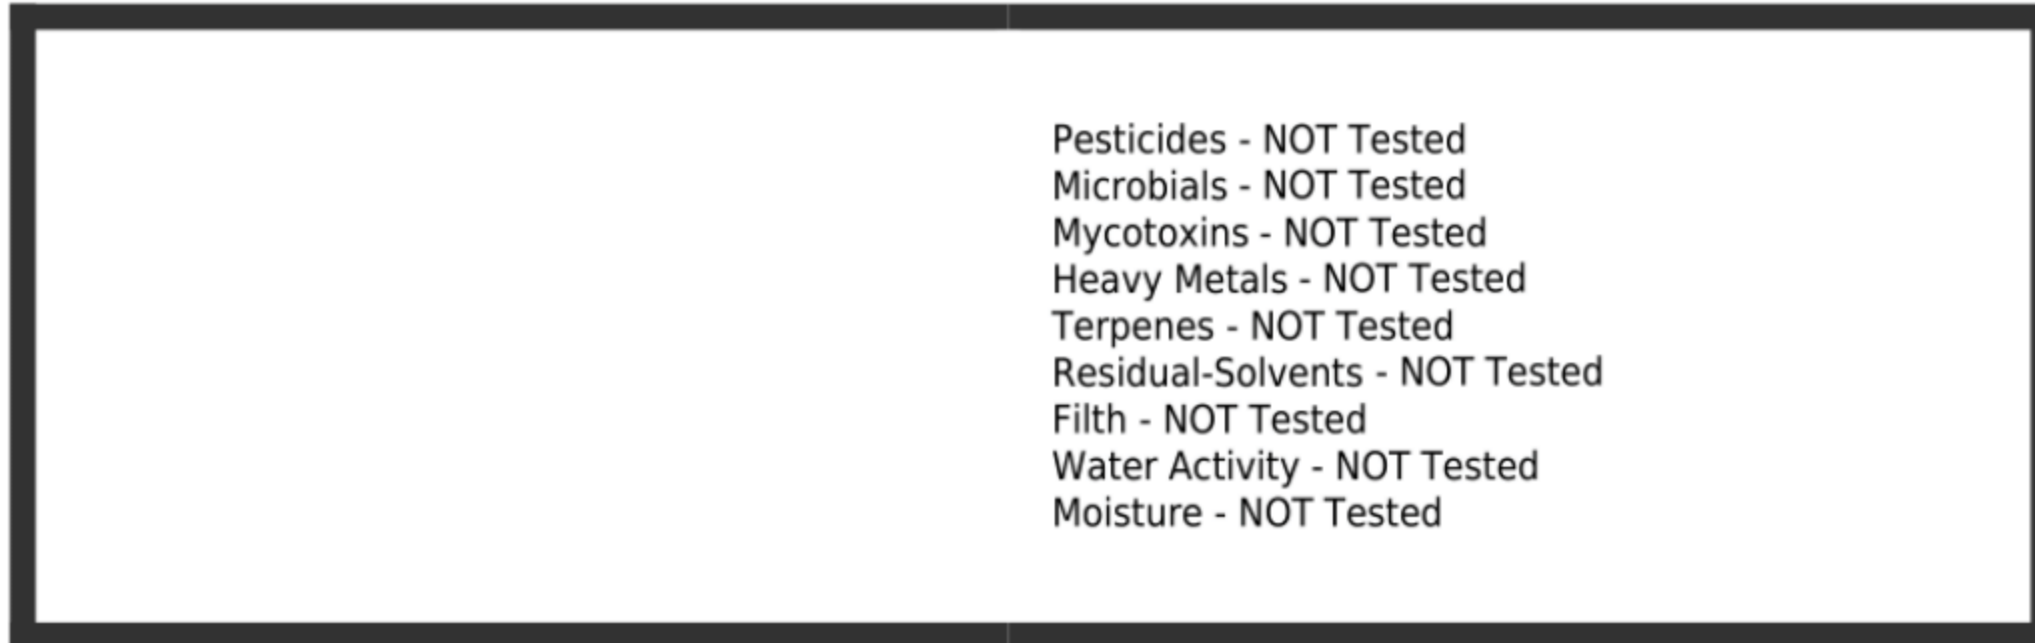 Pesticides - NOT Tested
Microbials - NOT Tested
Mycotoxins - NOT Tested
Heavy Metals - NOT Tested
Terpenes - NOT Tested
Residual-Solvents - NOT Tested
Filth - NOT Tested
Water Activity - NOT Tested
Moisture - NOT Tested